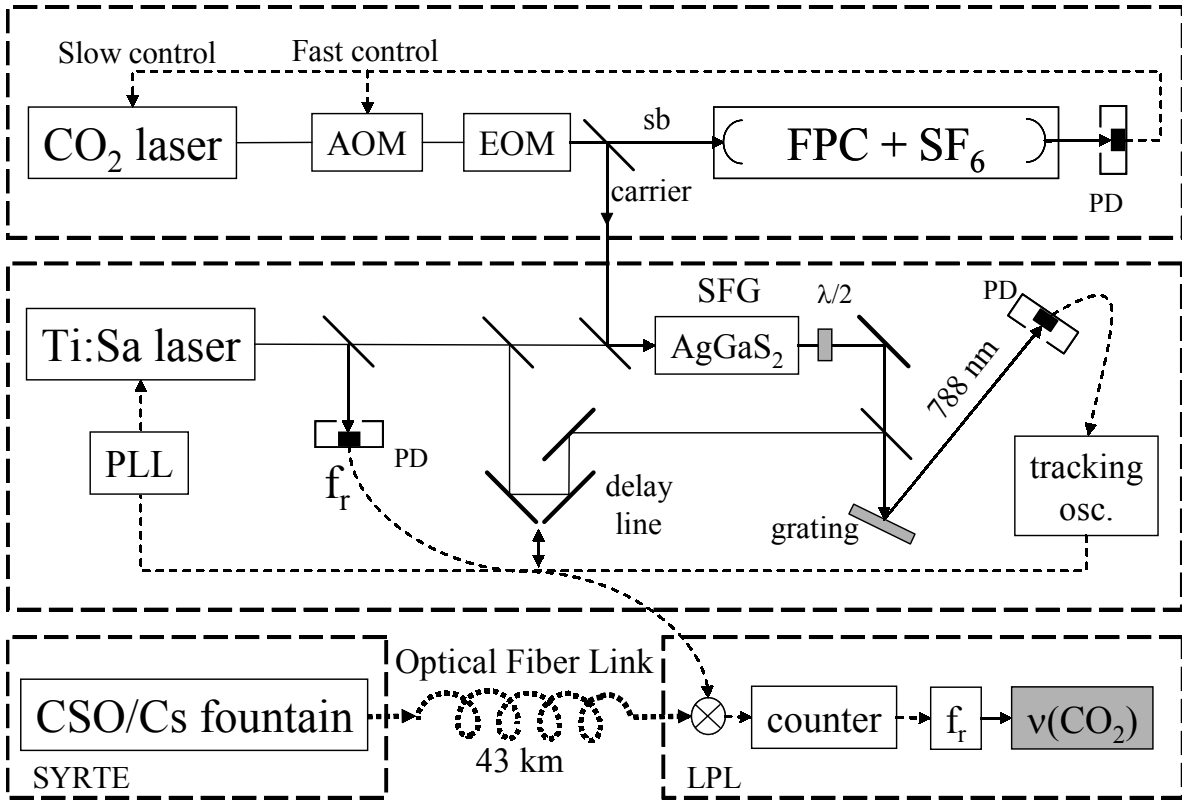 Slow control
Fast control
CO₂ laser
AOM
EOM
sb
carrier
FPC + SF₆
PD
Ti:Sa laser
PLL
fᵣ
PD
delay
line
SFG
AgGaS₂
λ/2
PD
788 nm
grating
tracking
osc.
CSO/Cs fountain
SYRTE
Optical Fiber Link
43 km
counter
fᵣ
ν(CO₂)
LPL